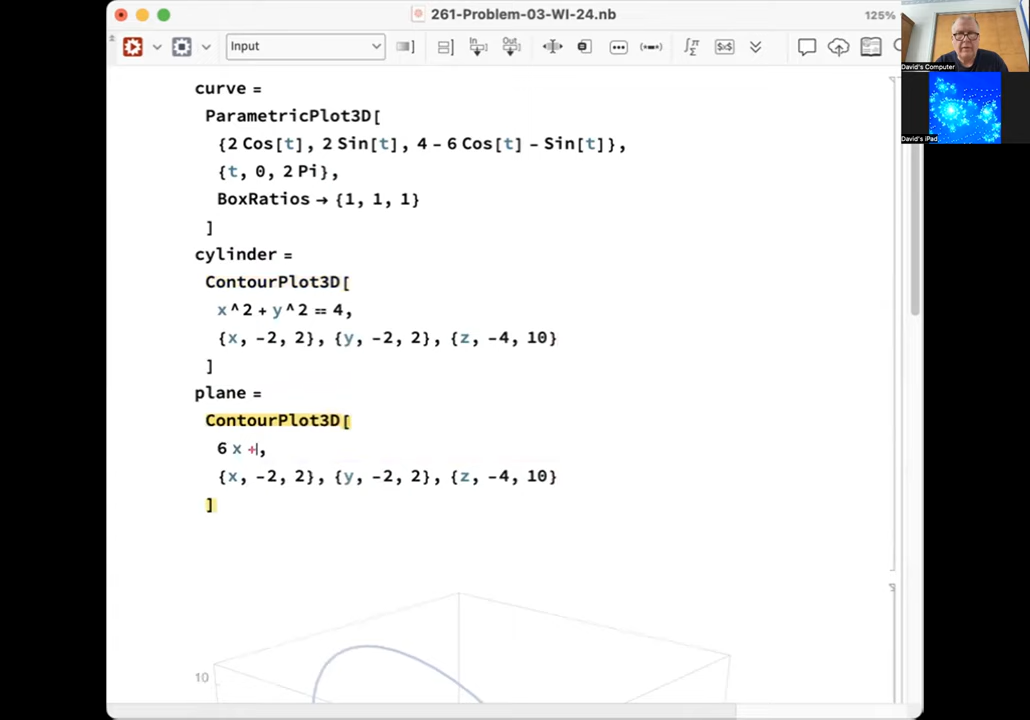 261-Problem-03-WI-24.nb
125%
Input
David's Computer
David's iPad
curve =
ParametricPlot3D[
{2 Cos[t], 2 Sin[t], 4 - 6 Cos[t] - Sin[t]},
{t, 0, 2 Pi},
BoxRatios → {1, 1, 1}
]
cylinder =
ContourPlot3D[
x^2 + y^2 == 4,
{x, -2, 2}, {y, -2, 2}, {z, -4, 10}
]
plane =
ContourPlot3D[
6 x +,
{x, -2, 2}, {y, -2, 2}, {z, -4, 10}
]
10